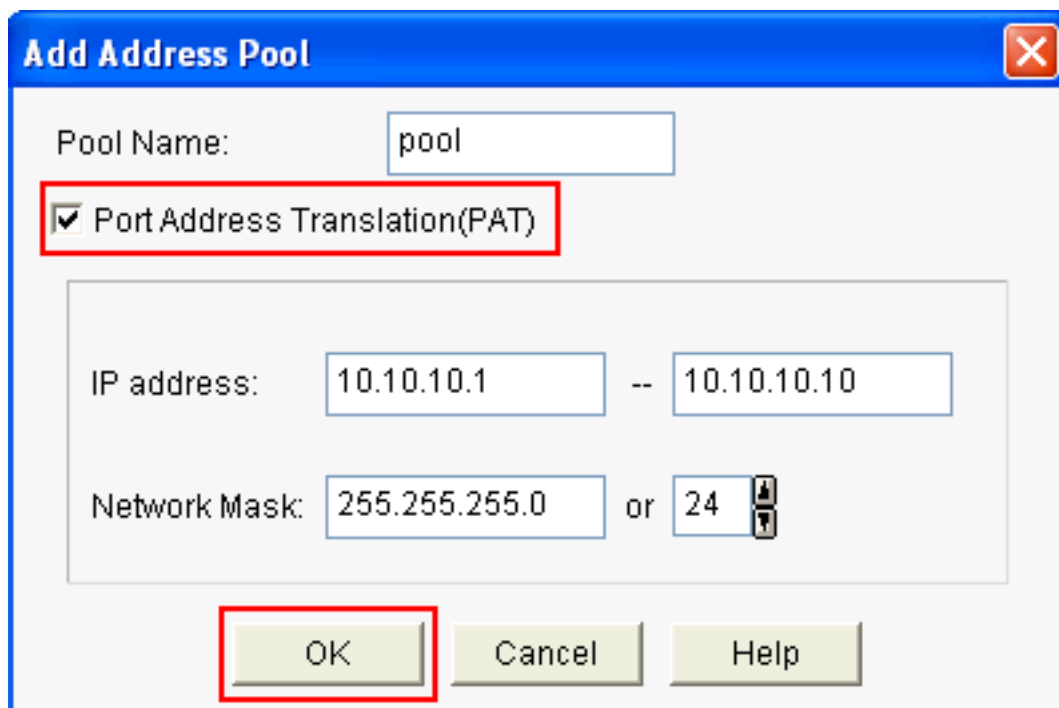 Add Address Pool
Pool Name: pool
Port Address Translation(PAT)
IP address: 10.10.10.1 -- 10.10.10.10
Network Mask: 255.255.255.0 or 24
OK Cancel Help